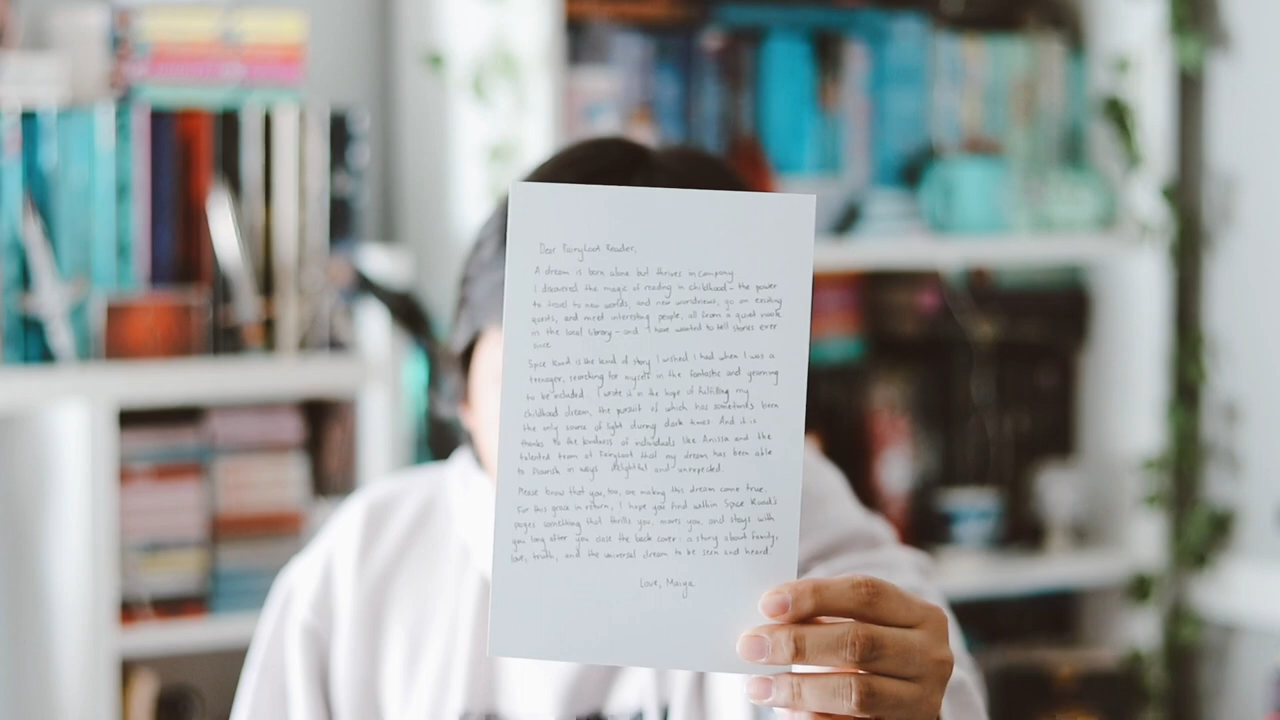 Dear FairyLoot Reader,
A dream is born alone but thrives in company.
I discovered the magic of reading in childhood – the power
to travel to new worlds, and new worldviews, go on exciting
quests, and meet interesting people, all from a quiet nook
in the local library – and I have wanted to tell stories ever
since.
Spice Road is the kind of story I wished I had when I was a
teenager, searching for myself in the fantastic and yearning
to be included. I write it in the hope of fulfilling my
childhood dream, the pursuit of which has sometimes been
the only source of light during dark times. And it is
thanks to the kindness of individuals like Anissa and the
talented team at FairyLoot that my dream has been able
to flourish in ways delightful and unexpected.
Please know that you, too, are making this dream come true.
For this grace in return, I hope you find within Spice Road's
pages something that thrills you, moves you, and stays with
you long after you close the back cover: a story about family,
love, truth, and the universal dream to be seen and heard.
Love, Maiya